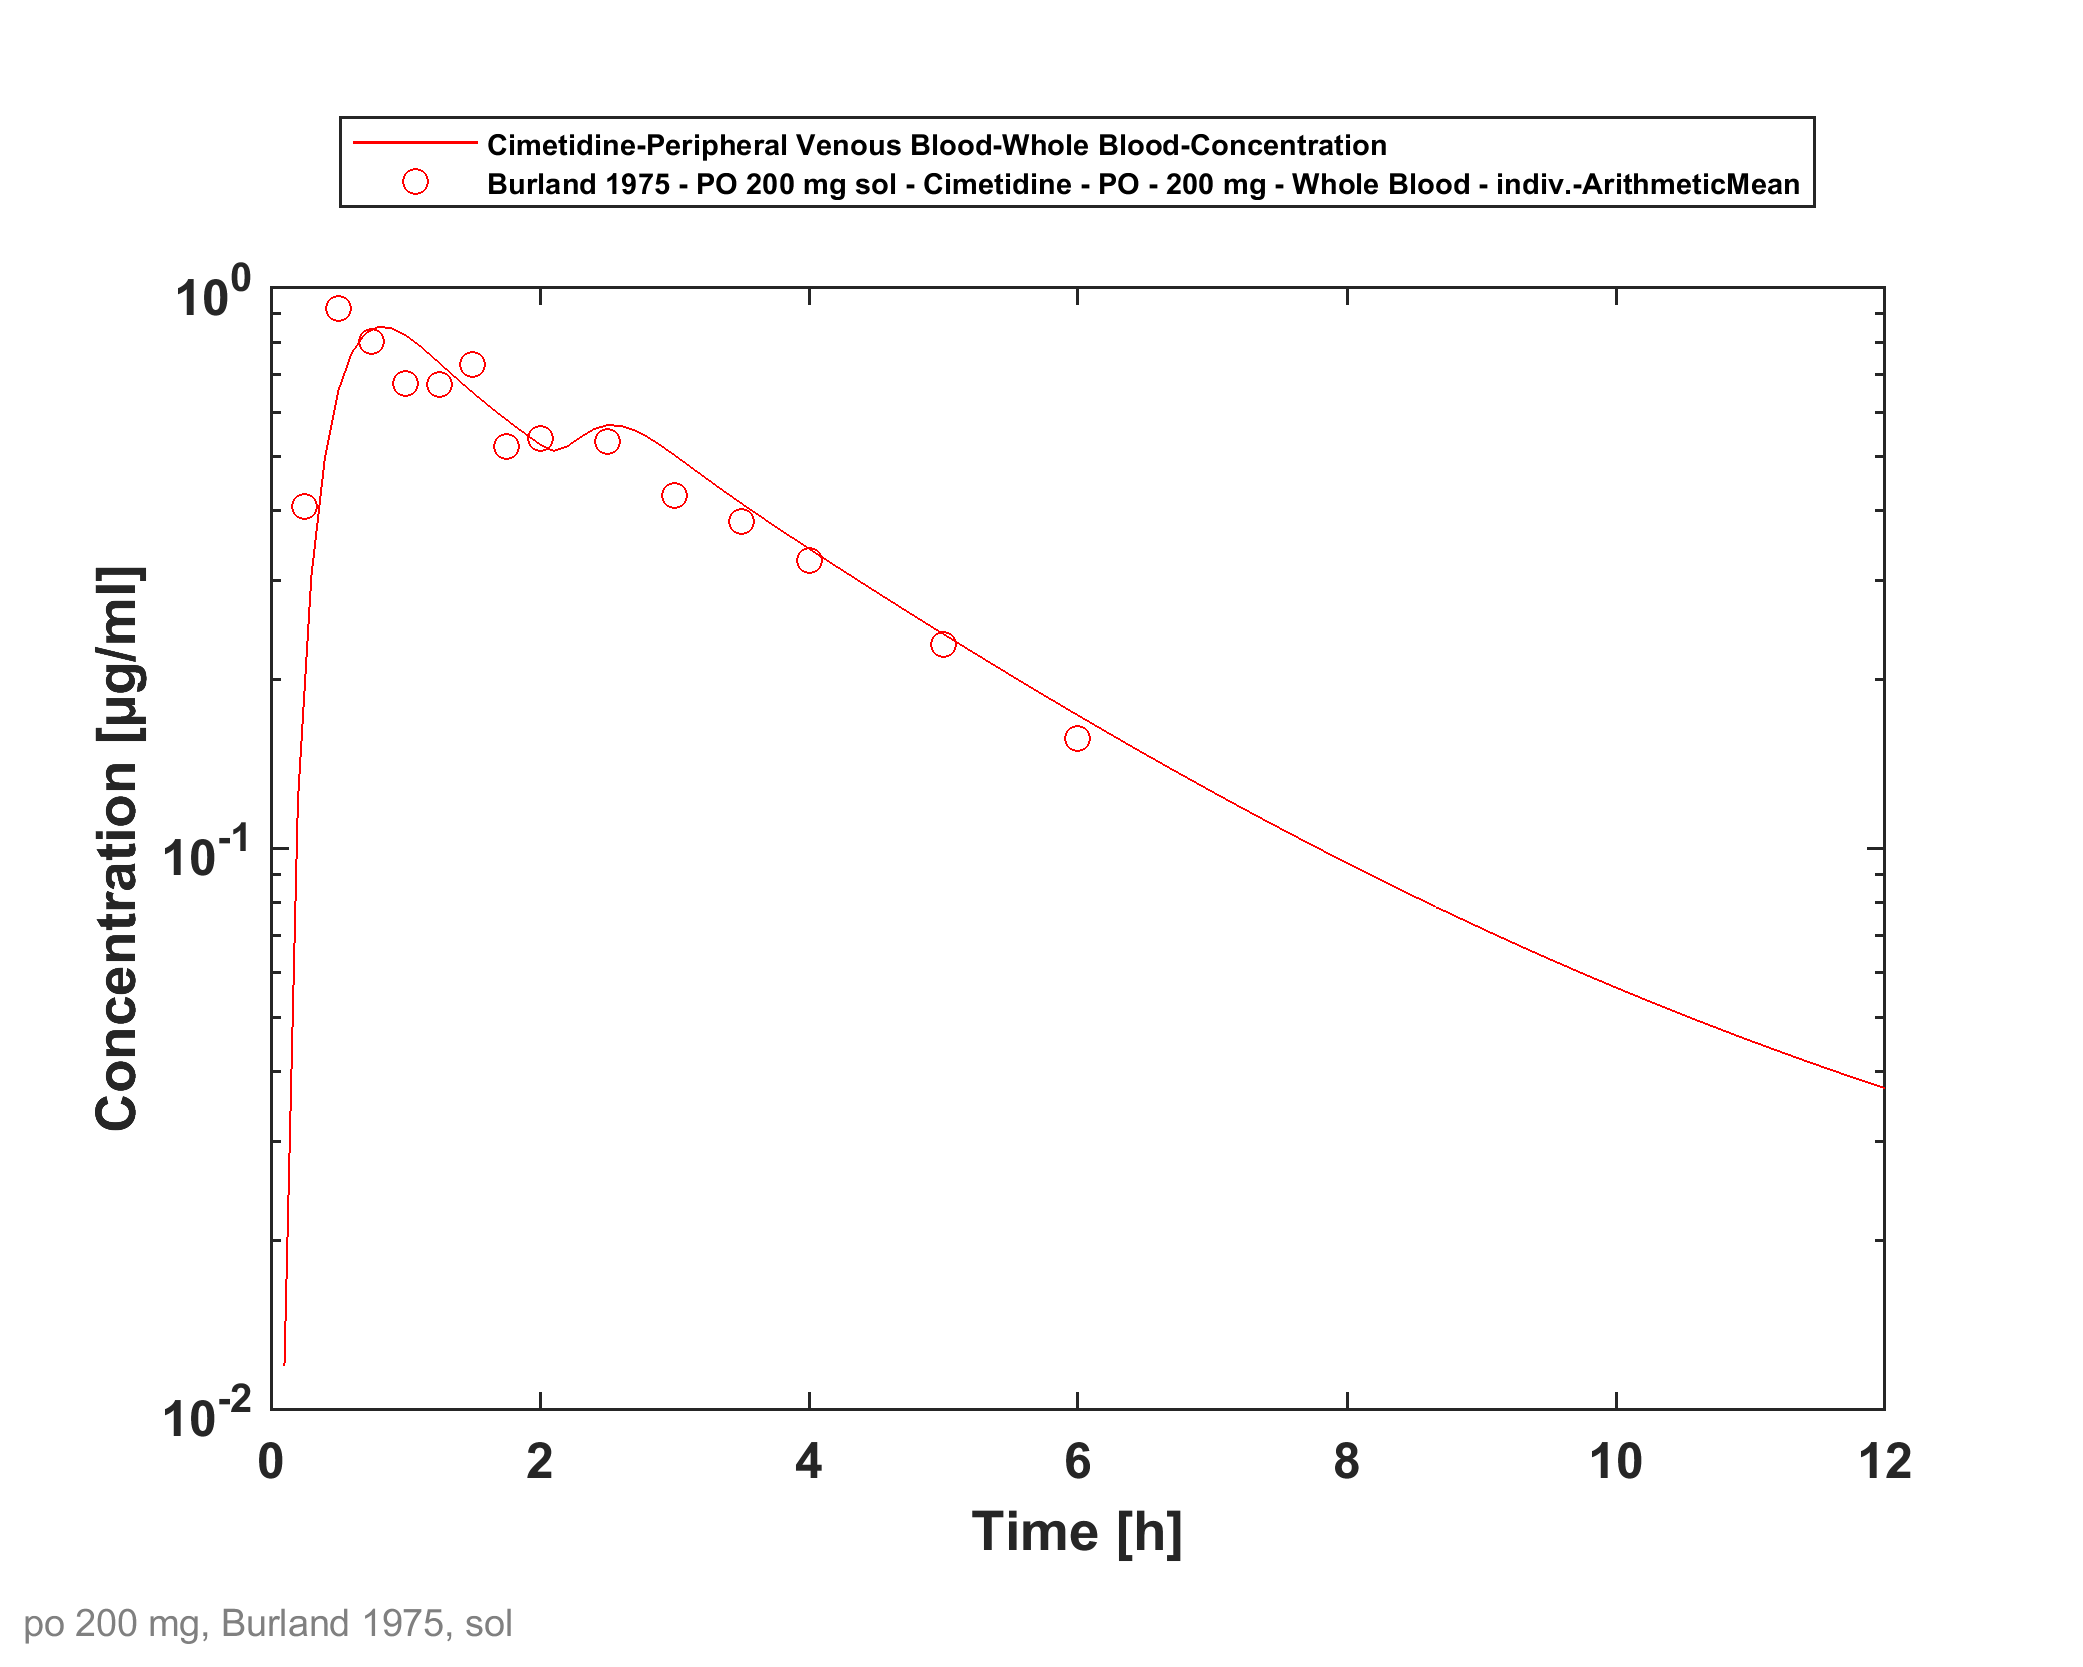 Cimetidine-Peripheral Venous Blood-Whole Blood-Concentration
Burland 1975 - PO 200 mg sol - Cimetidine - PO - 200 mg - Whole Blood - indiv.-ArithmeticMean
10^0
10^-1
10^-2
Concentration [µg/ml]
0 2 4 6 8 10 12
Time [h]
po 200 mg, Burland 1975, sol